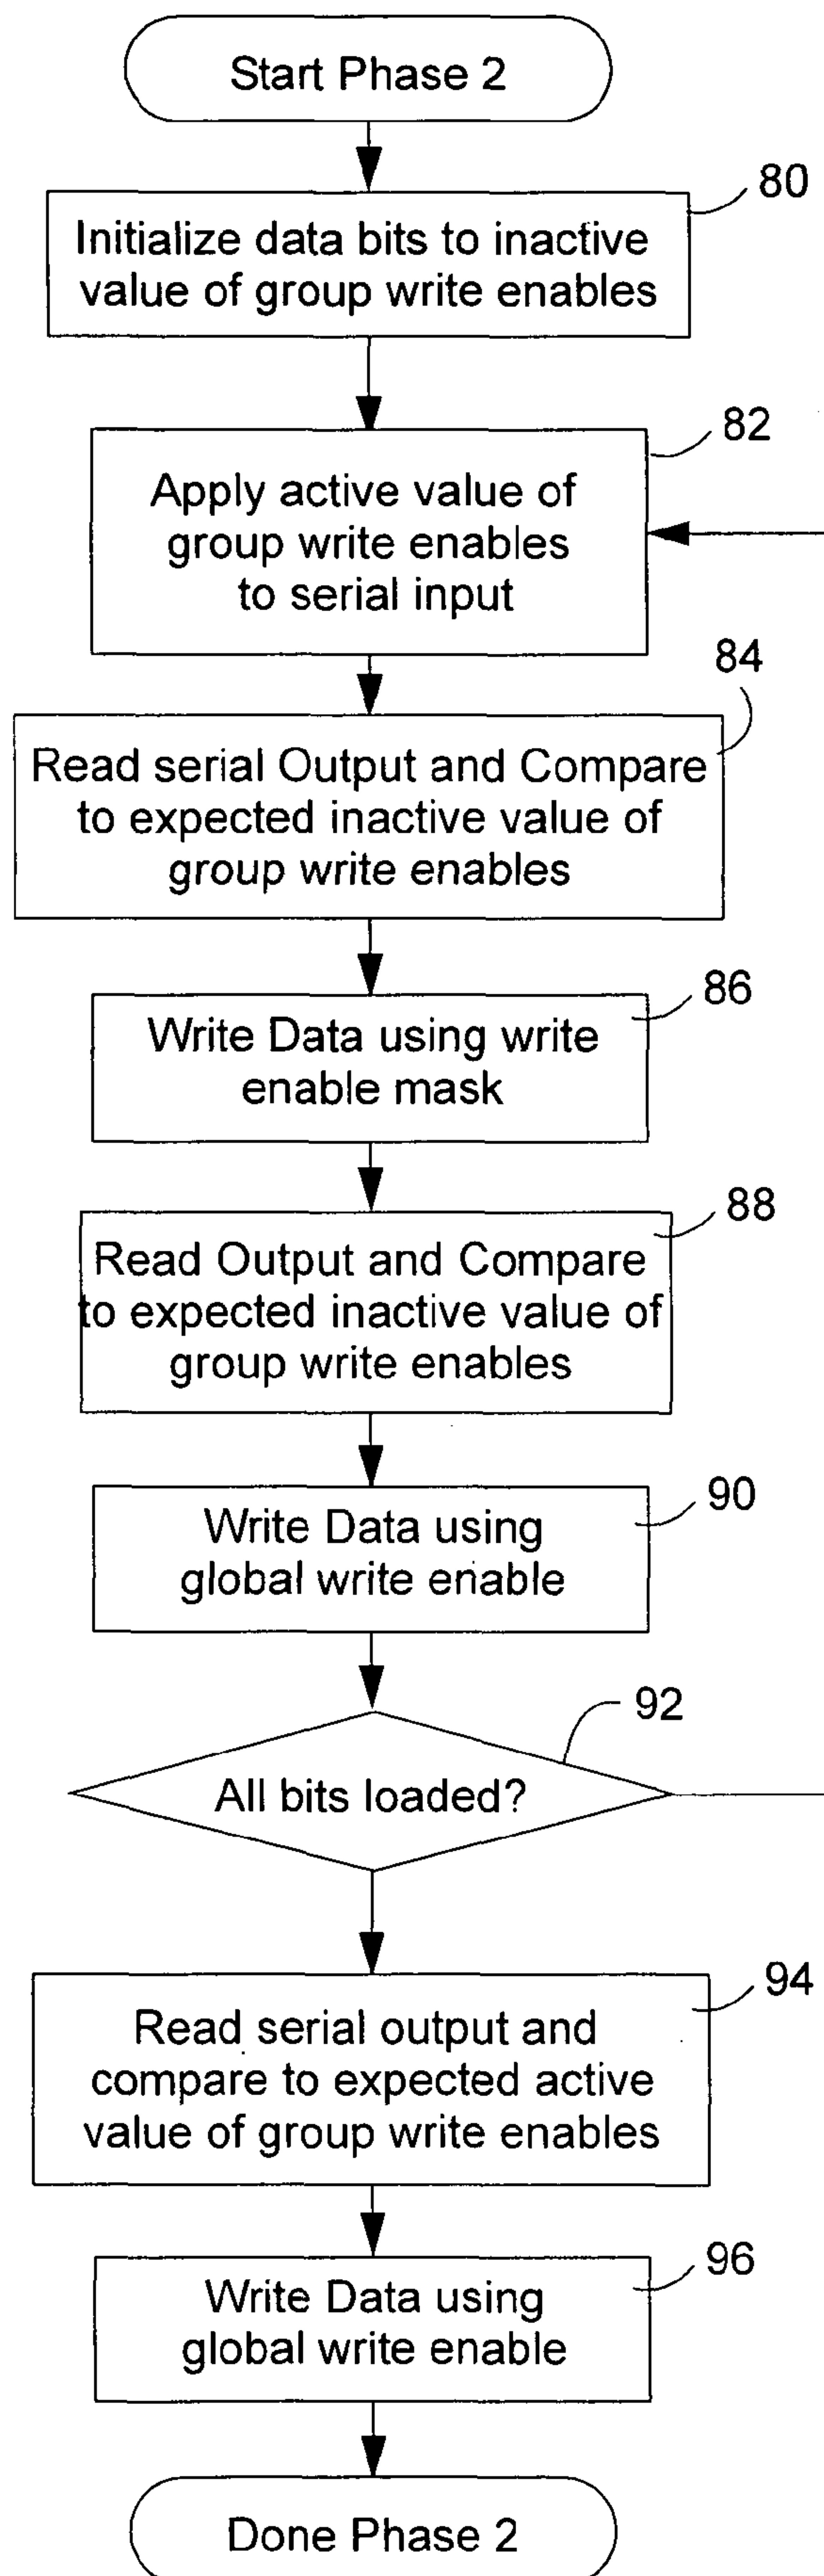 Start Phase 2
80
Initialize data bits to inactive
value of group write enables
82
Apply active value of
group write enables
to serial input
84
Read serial Output and Compare
to expected inactive value of
group write enables
86
Write Data using write
enable mask
88
Read Output and Compare
to expected inactive value of
group write enables
90
Write Data using
global write enable
92
All bits loaded?
94
Read serial output and
compare to expected active
value of group write enables
96
Write Data using
global write enable
Done Phase 2